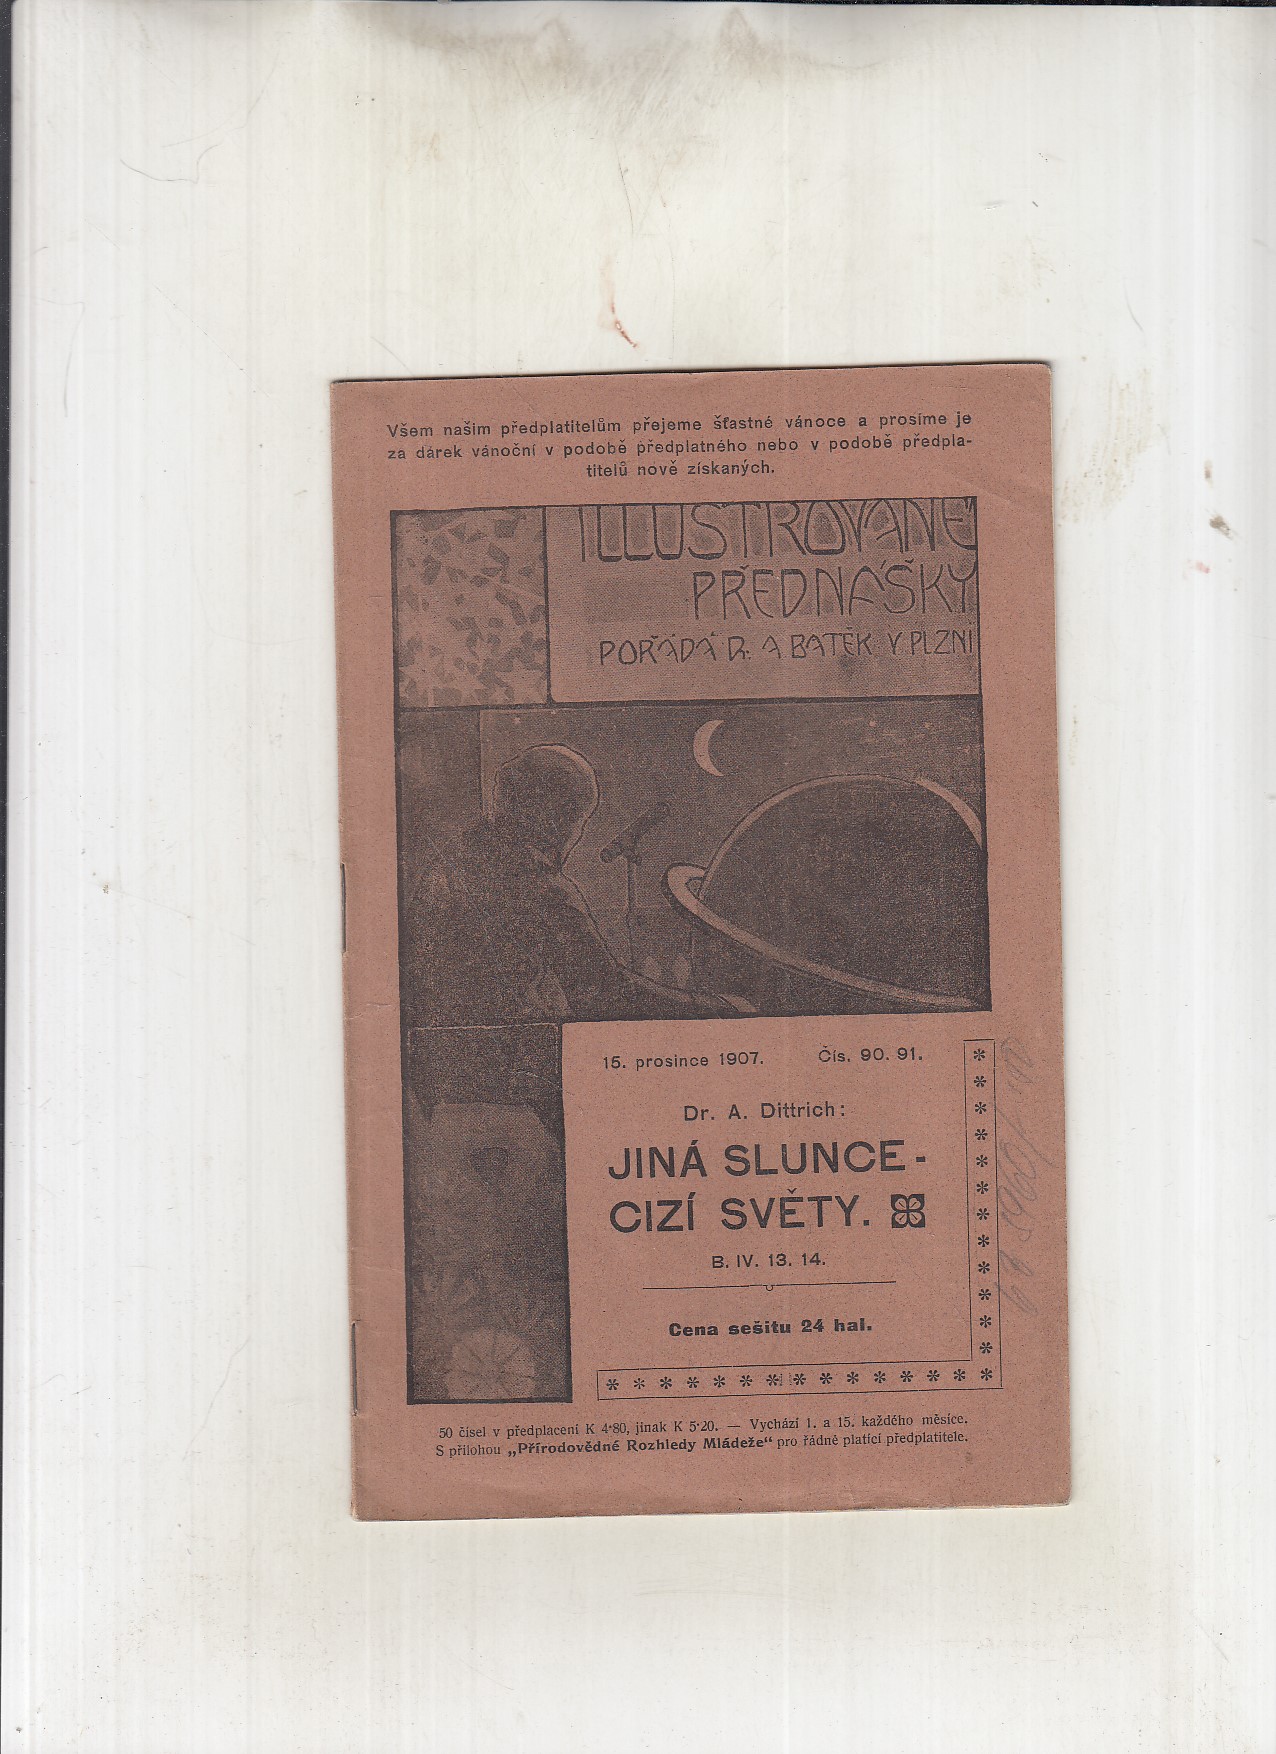 Všem našim předplatitelům přejeme šťastné vánoce a prosíme je
za dárek vánoční v podobě předplatného nebo v podobě předpla-
titelů nově získaných.
ILLUSTROVANÉ
PŘEDNÁŠKY
POŘÁDÁ DR. A BATĚK V PLZNI
15. prosince 1907. Čís. 90. 91.
Dr. A. Dittrich:
JINÁ SLUNCE -
CIZÍ SVĚTY.
B. IV. 13. 14.
Cena sešitu 24 hal.
50 čísel v předplacení K 4·80, jinak K 5·20. — Vychází 1. a 15. každého měsíce.
S přílohou „Přírodovědné Rozhledy Mládeže“ pro řádně platící předplatitele.